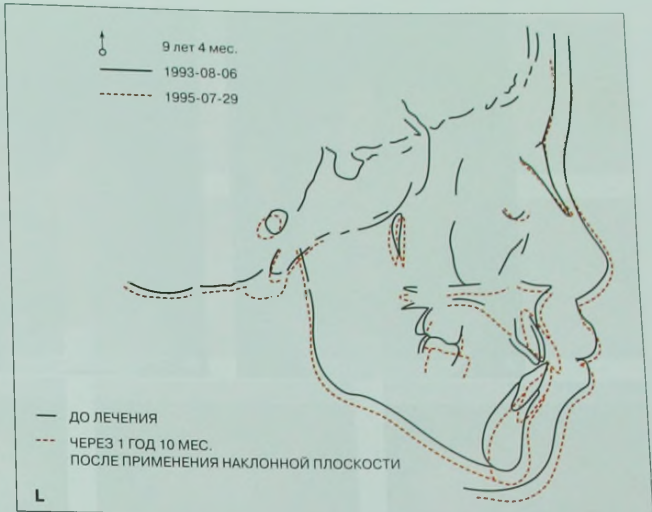 9 лет 4 мес.
1993-08-06
1995-07-29
ДО ЛЕЧЕНИЯ
ЧЕРЕЗ 1 ГОД 10 МЕС.
ПОСЛЕ ПРИМЕНЕНИЯ НАКЛОННОЙ ПЛОСКОСТИ
L